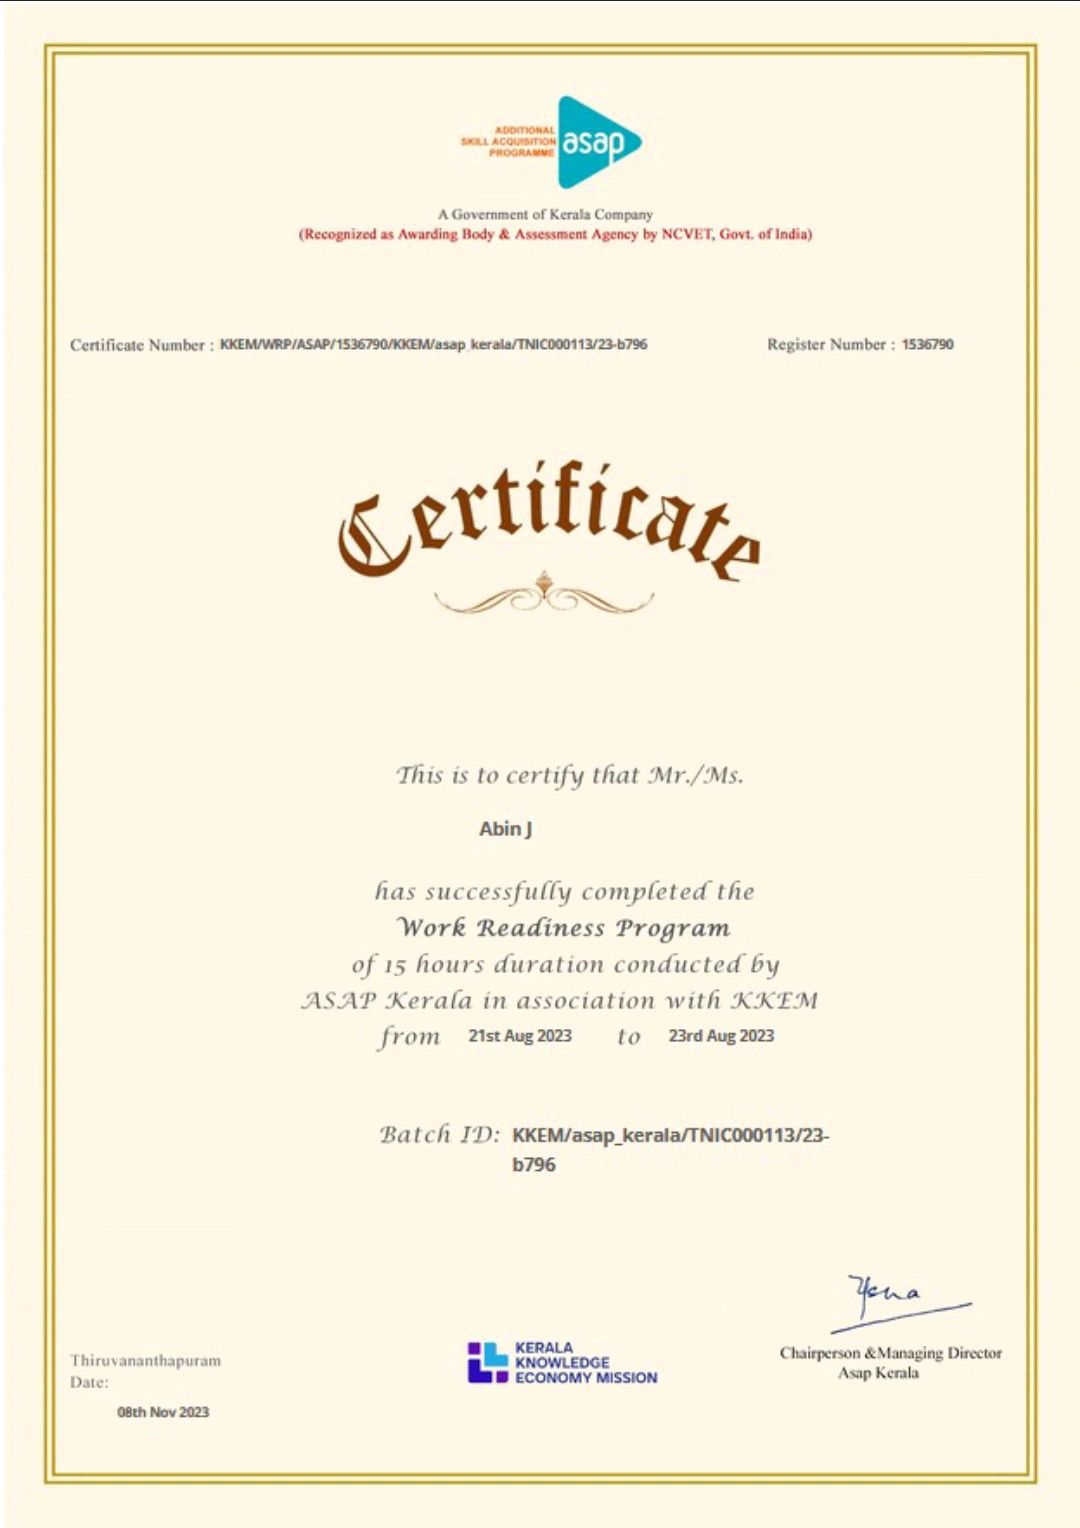 ADDITIONAL
SKILL ACQUISITION
PROGRAMME
asap
A Government of Kerala Company
(Recognized as Awarding Body & Assessment Agency by NCVET, Govt. of India)
Certificate Number : KKEM/WRP/ASAP/1536790/KKEM/asap_kerala/TNIC000113/23-b796
Register Number : 1536790
Certificate
This is to certify that Mr./Ms.
Abin J
has successfully completed the
Work Readiness Program
of 15 hours duration conducted by
ASAP Kerala in association with KKEM
from 21st Aug 2023 to 23rd Aug 2023
Batch ID: KKEM/asap_kerala/TNIC000113/23-
b796
Thiruvananthapuram
Date:
08th Nov 2023
KERALA
KNOWLEDGE
ECONOMY MISSION
Chairperson &Managing Director
Asap Kerala